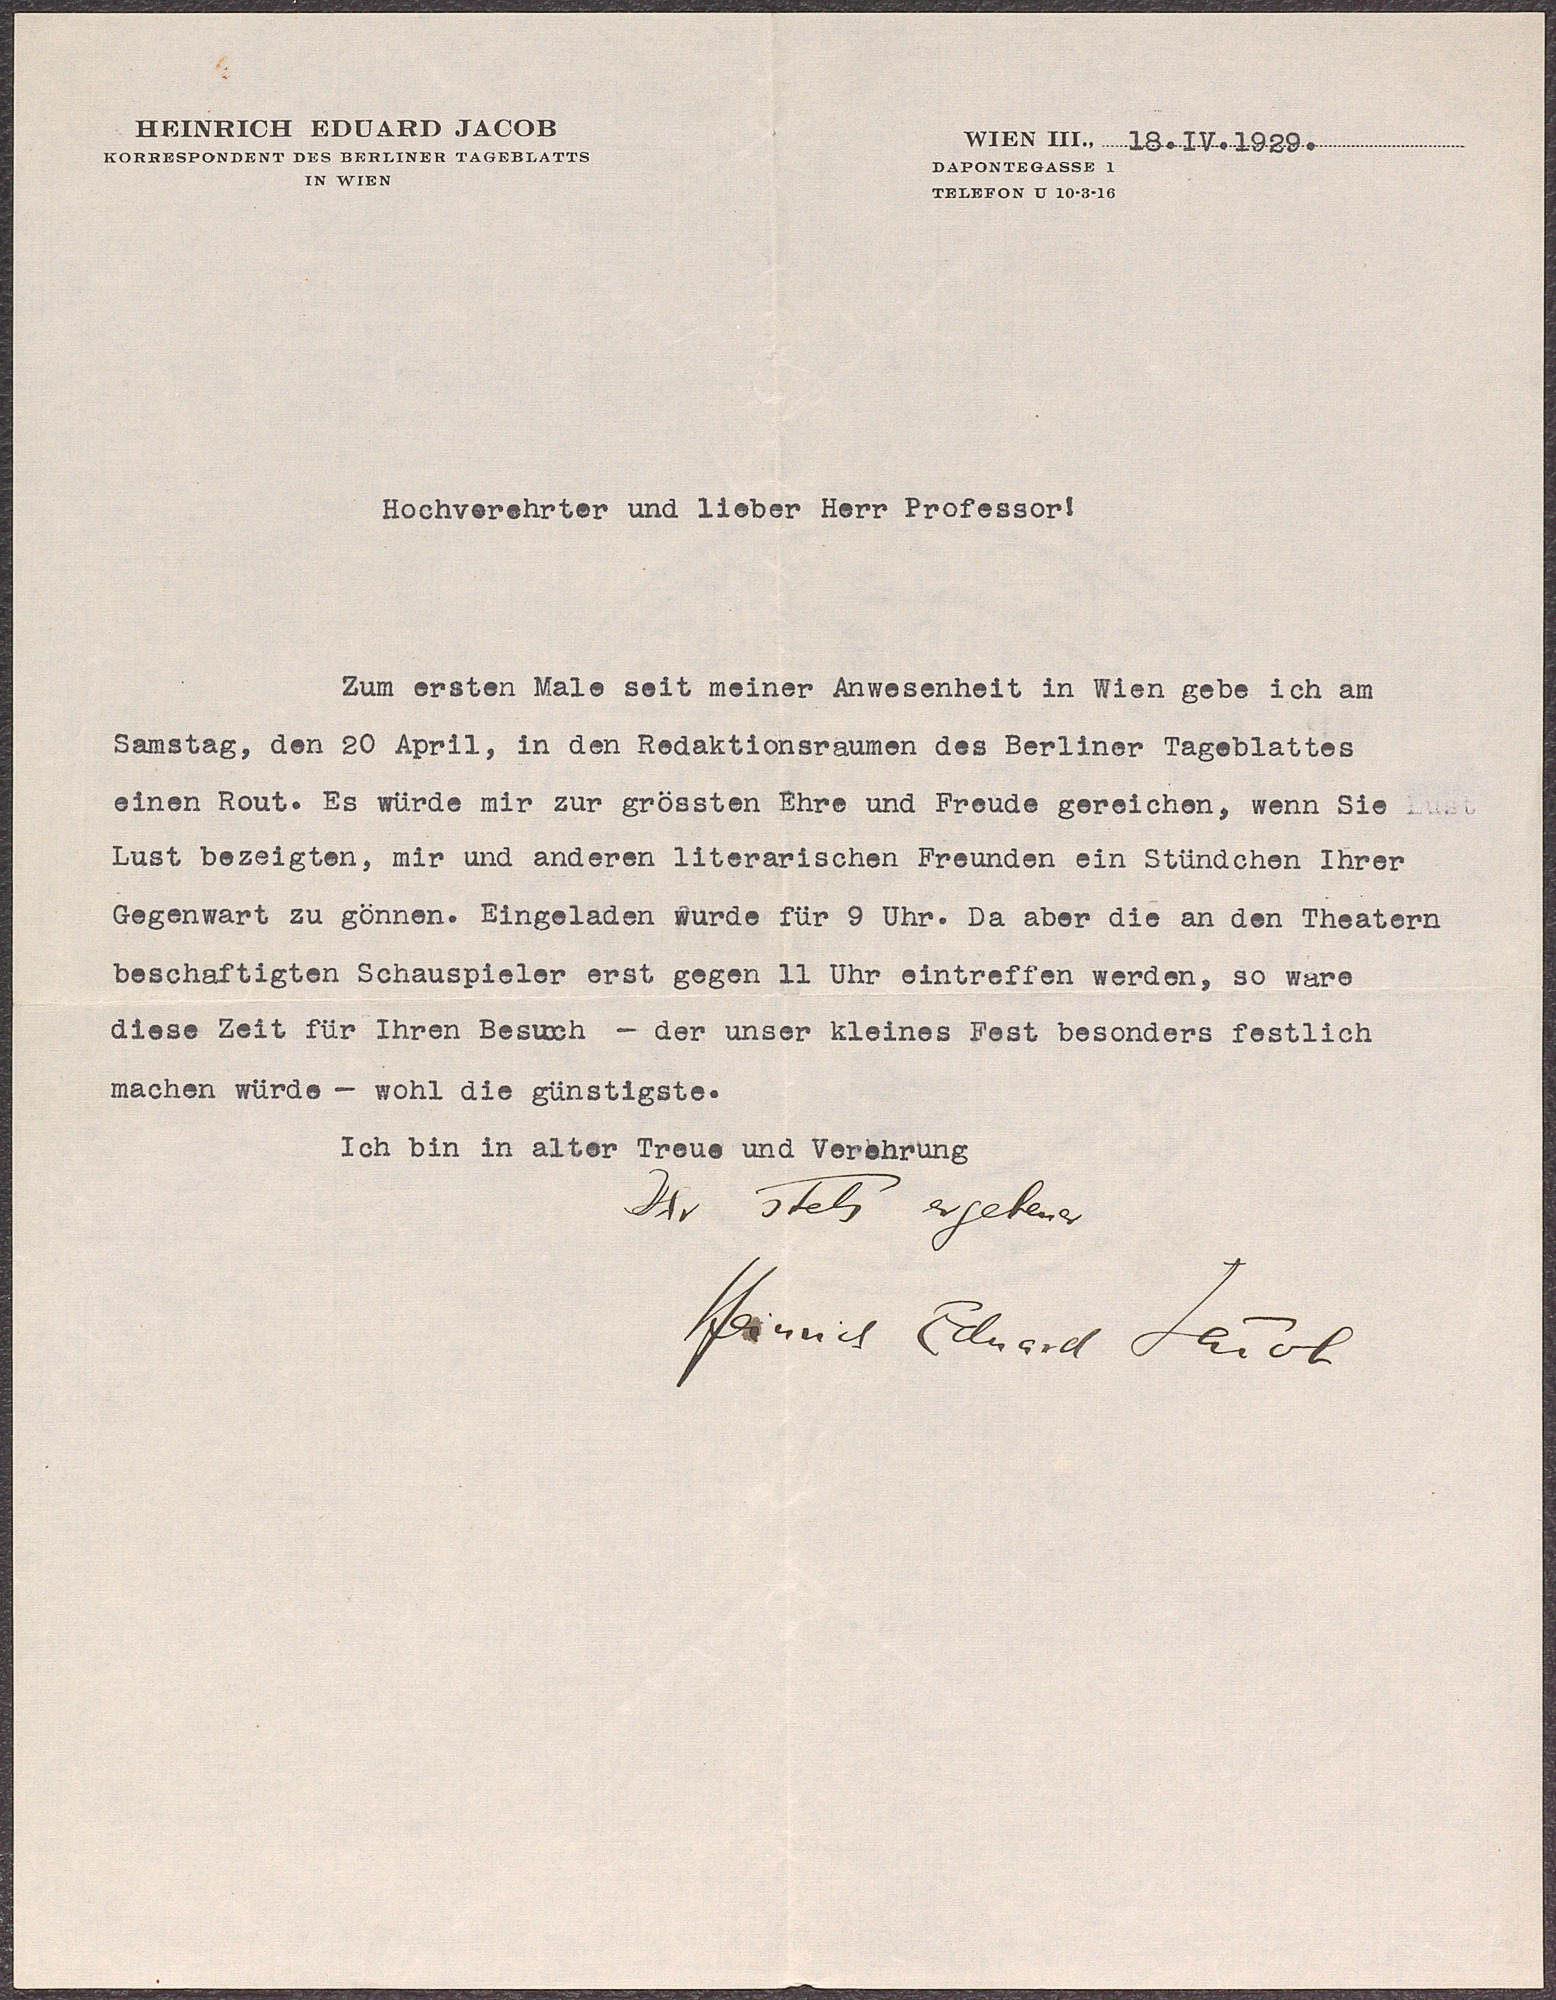 HEINRICH EDUARD JACOB
KORRESPONDENT DES BERLINER TAGEBLATTS
IN WIEN
WIEN III., 18.IV.1929.
DAPONTEGASSE 1
TELEFON U 10-3-16
Hochverehrter und lieber Herr Professor!
Zum ersten Male seit meiner Anwesenheit in Wien gebe ich am
Samstag, den 20 April, in den Redaktionsraumen des Berliner Tageblattes
einen Rout. Es würde mir zur grössten Ehre und Freude gereichen, wenn Sie Lust
Lust bezeigten, mir und anderen literarischen Freunden ein Stündchen Ihrer
Gegenwart zu gönnen. Eingeladen wurde für 9 Uhr. Da aber die an den Theatern
beschaftigten Schauspieler erst gegen 11 Uhr eintreffen werden, so ware
diese Zeit für Ihren Besuch – der unser kleines Fest besonders festlich
machen würde – wohl die günstigste.
Ich bin in alter Treue und Verehrung
Ihr stets ergebener
Heinrich Eduard Jacob